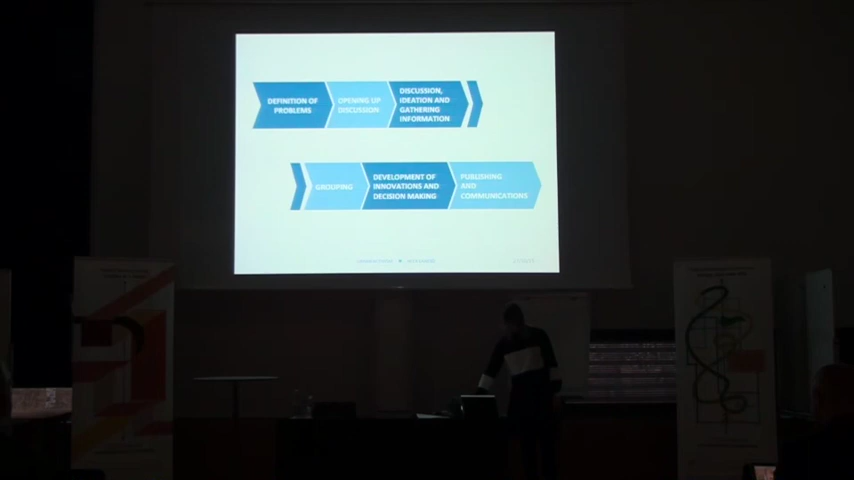 DEFINITION OF
PROBLEMS
OPENING UP
DISCUSSION
DISCUSSION,
IDEATION AND
GATHERING
INFORMATION
GROUPING
DEVELOPMENT OF
INNOVATIONS AND
DECISION MAKING
PUBLISHING
AND
COMMUNICATIONS